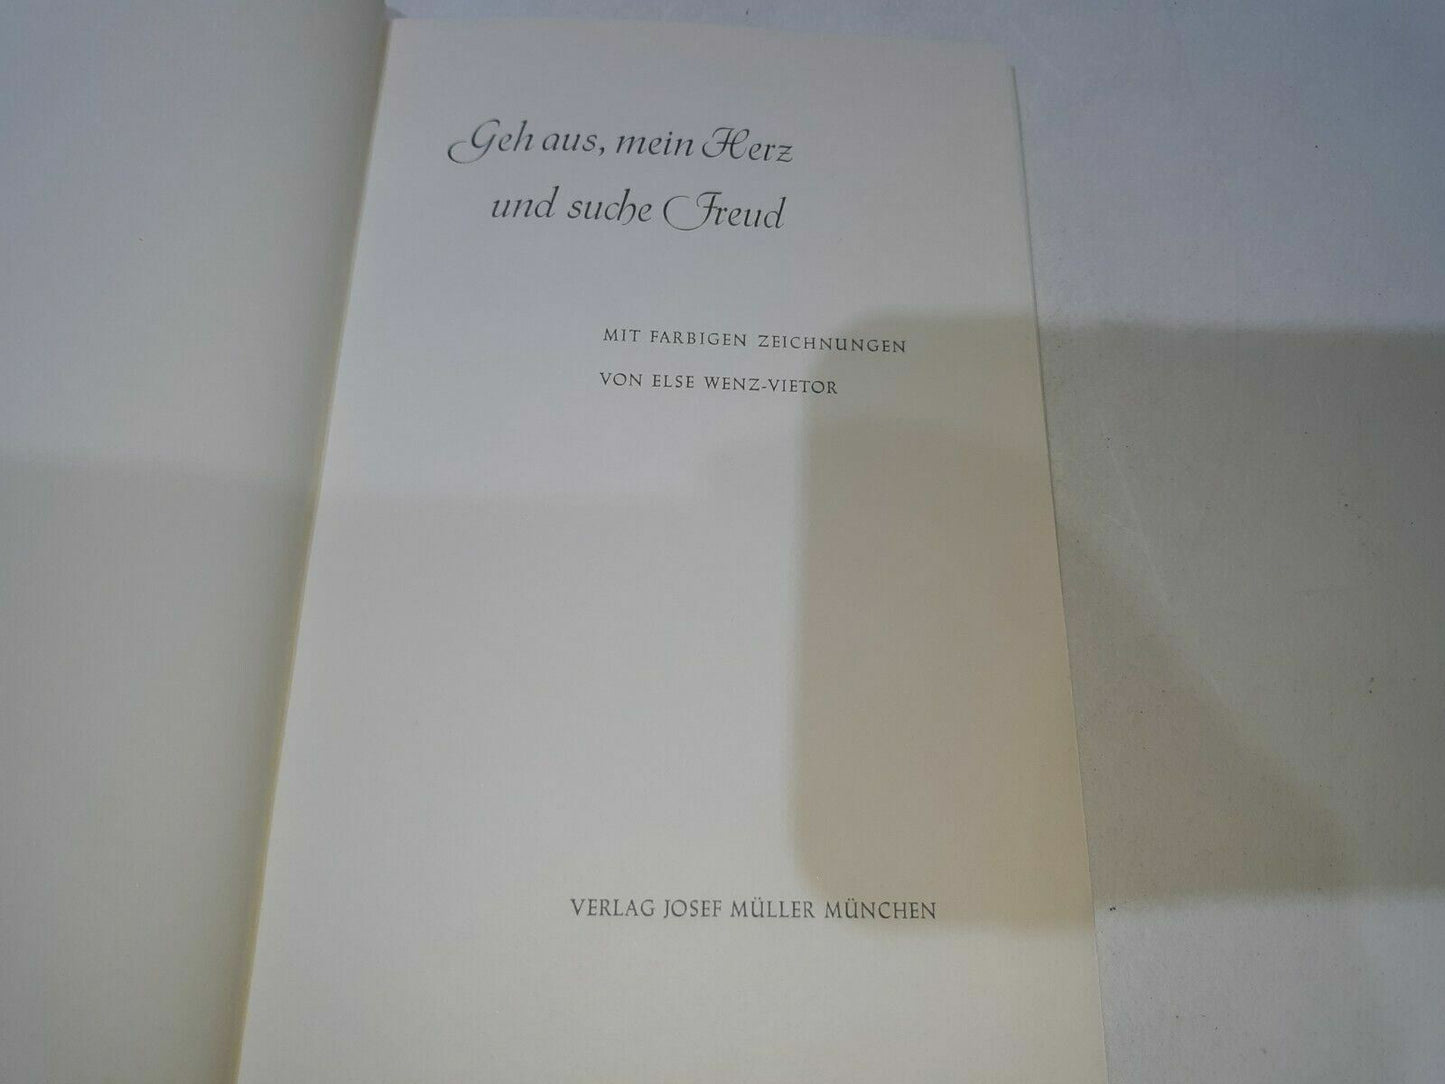 Geh aus, mein Herz
und suche Freud
MIT FARBIGEN ZEICHNUNGEN
VON ELSE WENZ-VIETOR
VERLAG JOSEF MÜLLER MÜNCHEN